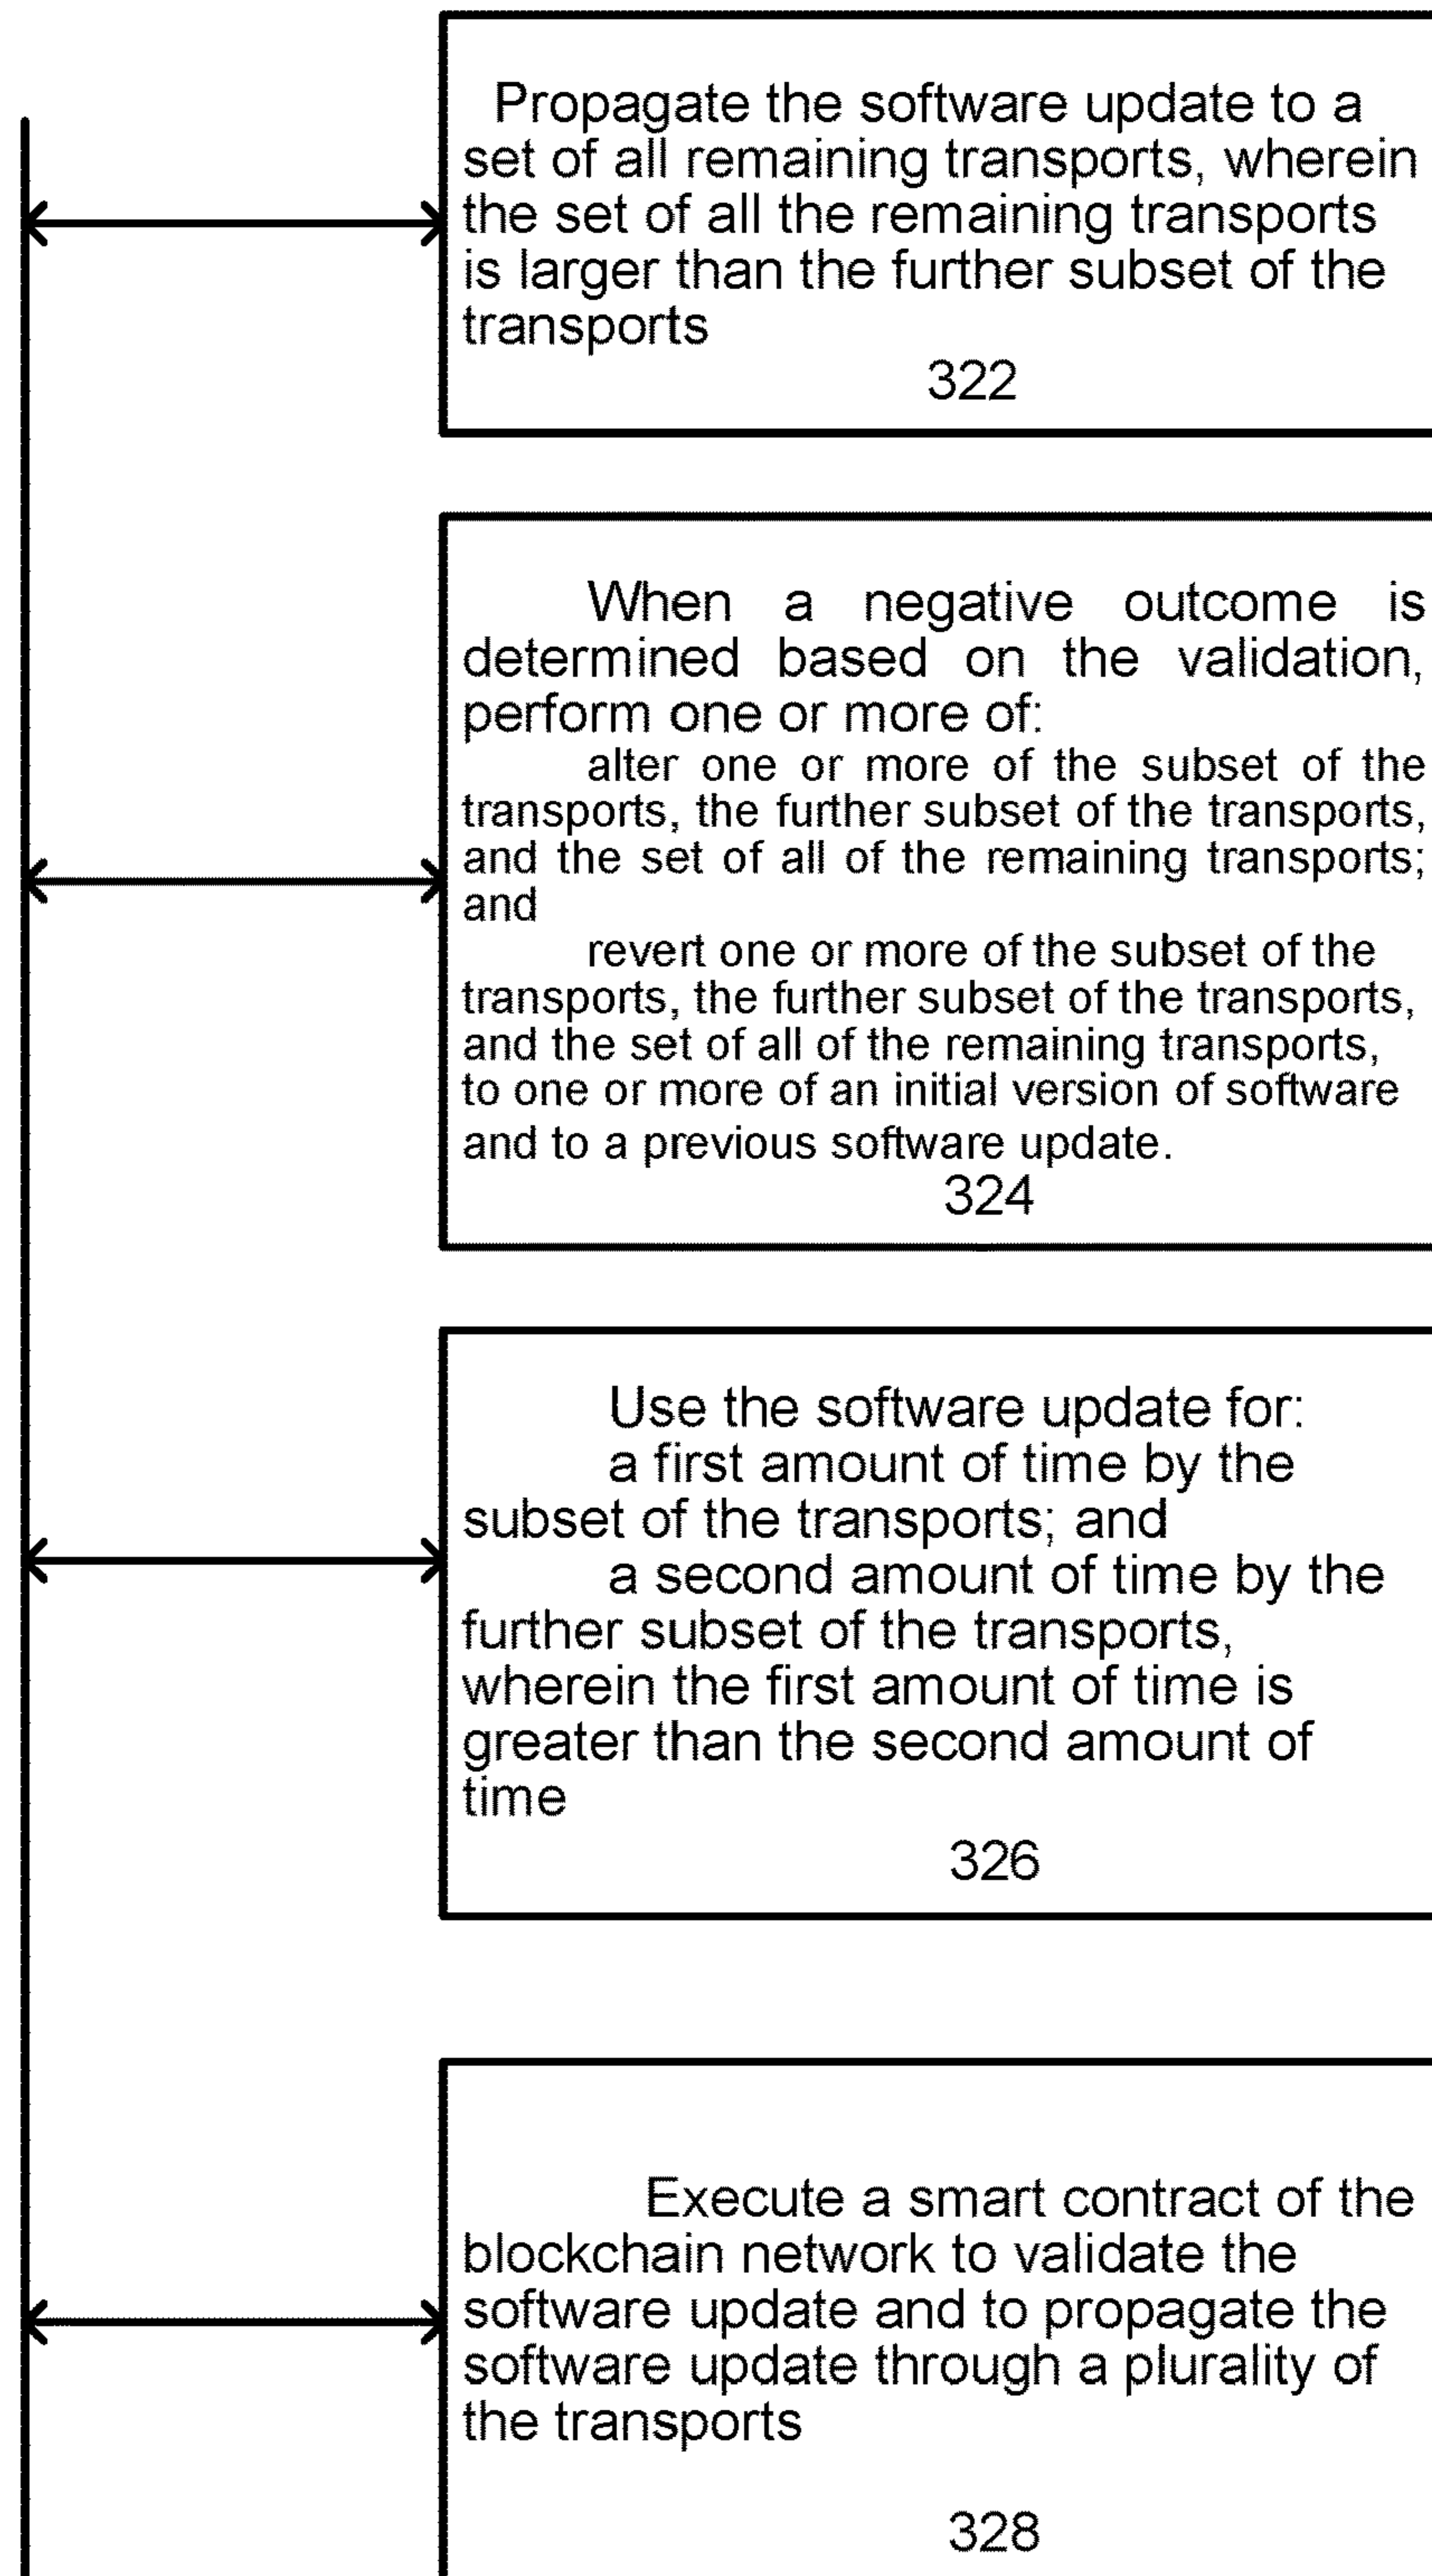 Propagate the software update to a
set of all remaining transports, wherein
the set of all the remaining transports
is larger than the further subset of the
transports
322
When a negative outcome is
determined based on the validation,
perform one or more of:
alter one or more of the subset of the
transports, the further subset of the transports,
and the set of all of the remaining transports;
and
revert one or more of the subset of the
transports, the further subset of the transports,
and the set of all of the remaining transports,
to one or more of an initial version of software
and to a previous software update.
324
Use the software update for:
a first amount of time by the
subset of the transports; and
a second amount of time by the
further subset of the transports,
wherein the first amount of time is
greater than the second amount of
time
326
Execute a smart contract of the
blockchain network to validate the
software update and to propagate the
software update through a plurality of
the transports
328